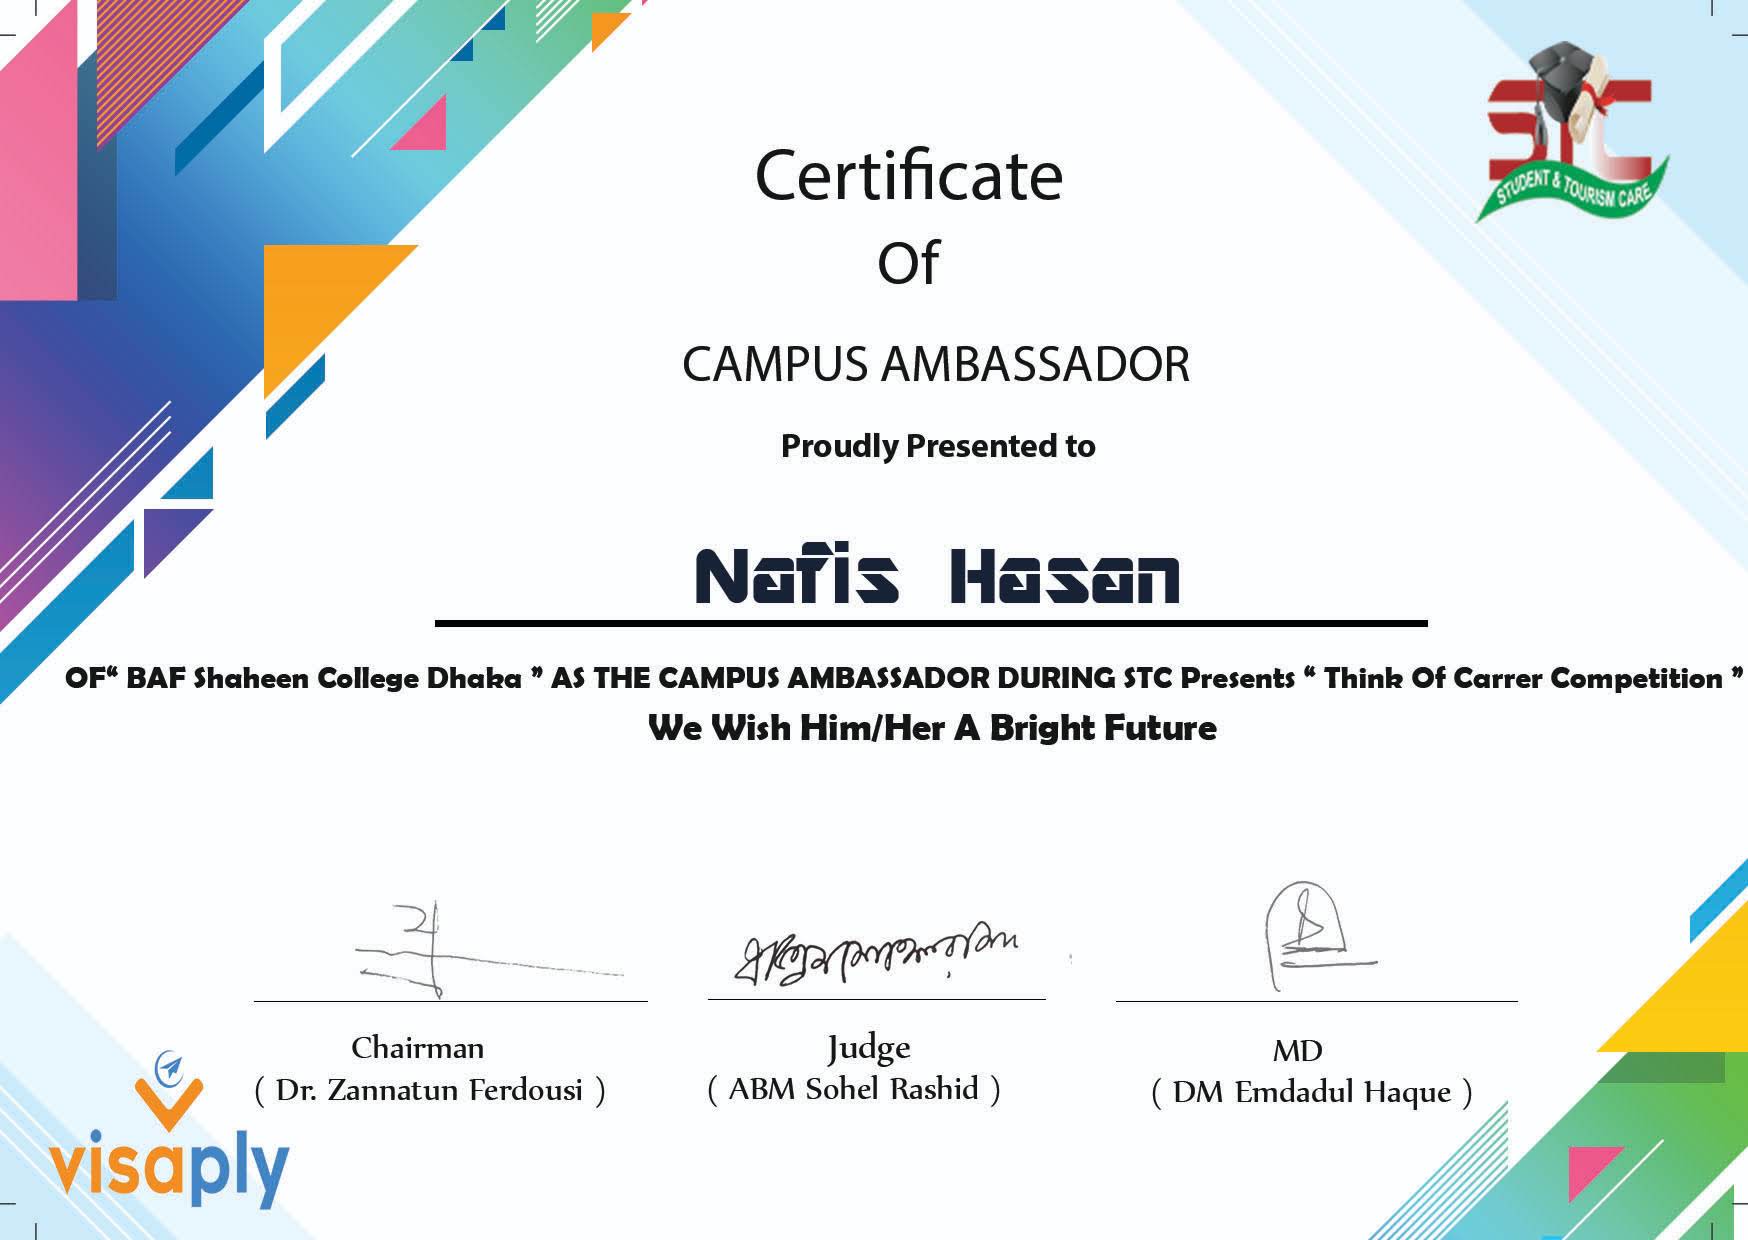 STC
STUDENT & TOURISM CARE
Certificate
Of
CAMPUS AMBASSADOR
Proudly Presented to
Nafis Hasan
OF“ BAF Shaheen College Dhaka ” AS THE CAMPUS AMBASSADOR DURING STC Presents “ Think Of Carrer Competition ”
We Wish Him/Her A Bright Future
Chairman
( Dr. Zannatun Ferdousi )
Judge
( ABM Sohel Rashid )
MD
( DM Emdadul Haque )
visaply